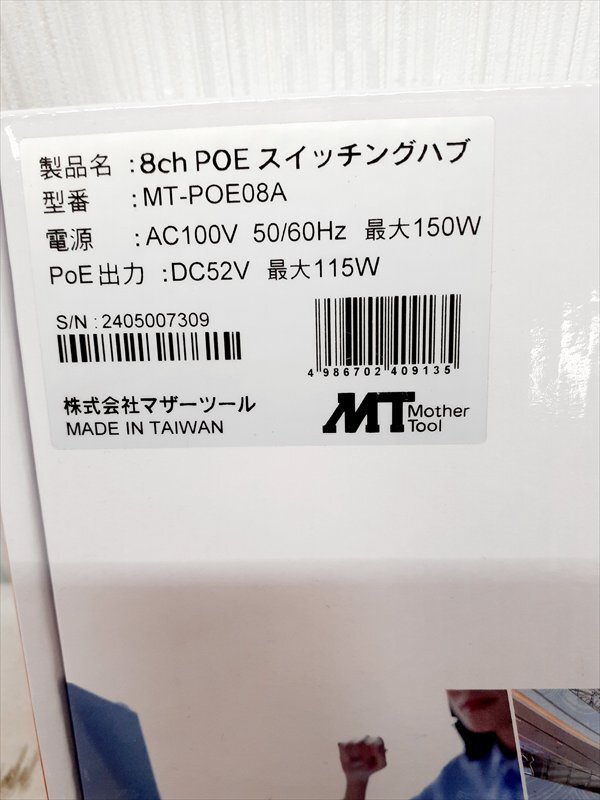 製品名 :8ch POE スイッチングハブ
型番 :MT-POE08A
電源 :AC100V 50/60Hz 最大150W
PoE出力 :DC52V 最大115W
S/N : 2405007309
4 986702 409135
株式会社マザーツール
MADE IN TAIWAN
MT Mother Tool